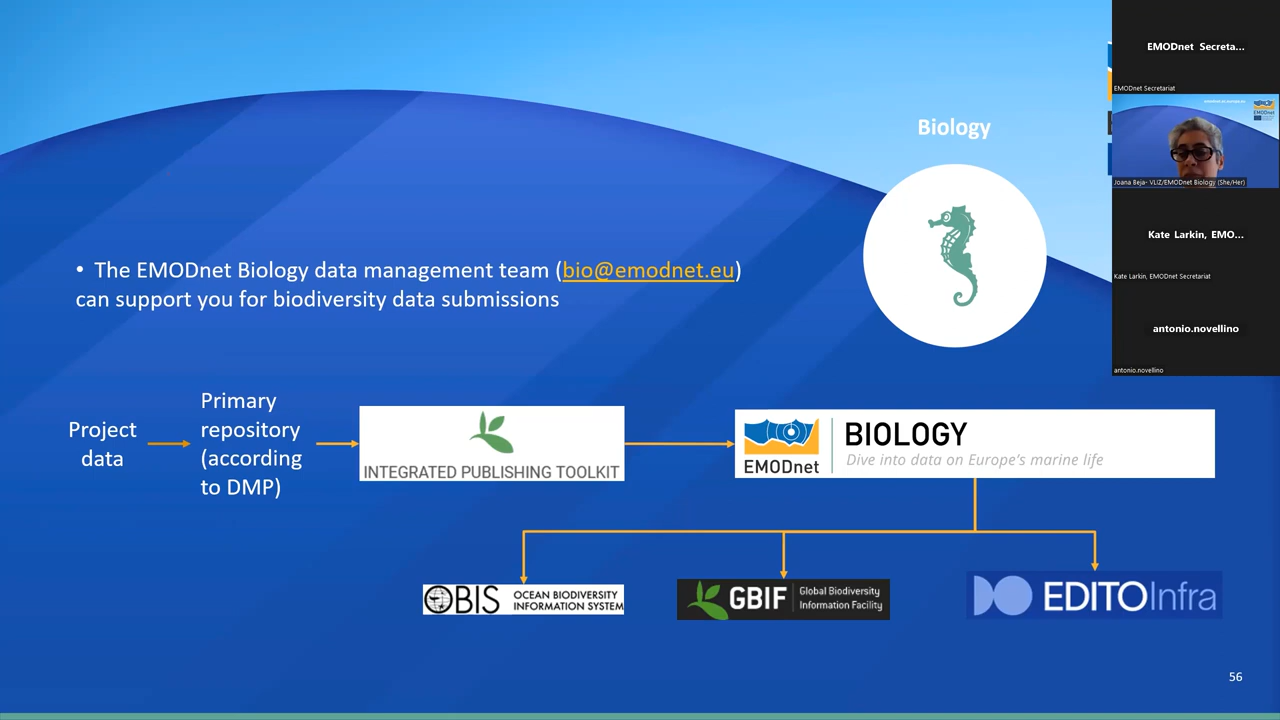 Biology
• The EMODnet Biology data management team (bio@emodnet.eu)
can support you for biodiversity data submissions
Project
data
Primary
repository
(according
to DMP)
INTEGRATED PUBLISHING TOOLKIT
EMODnet
BIOLOGY
Dive into data on Europe's marine life
OBIS
OCEAN BIODIVERSITY
INFORMATION SYSTEM
GBIF
Global Biodiversity
Information Facility
EDITOInfra
56
EMODnet Secreta...
EMODnet Secretariat
Joana Beja- VLIZ/EMODnet Biology (She/Her)
Kate Larkin, EMO...
Kate Larkin, EMODnet Secretariat
antonio.novellino
antonio.novellino